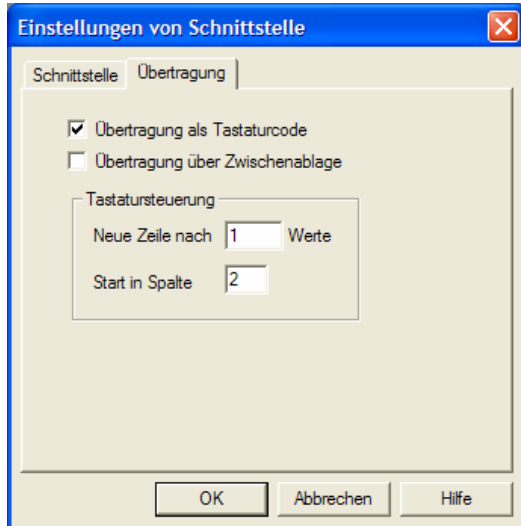 Einstellungen von Schnittstelle
Schnittstelle Übertragung
Übertragung als Tastaturcode
Übertragung über Zwischenablage
Tastatursteuerung
Neue Zeile nach 1 Werte
Start in Spalte 2
OK Abbrechen Hilfe